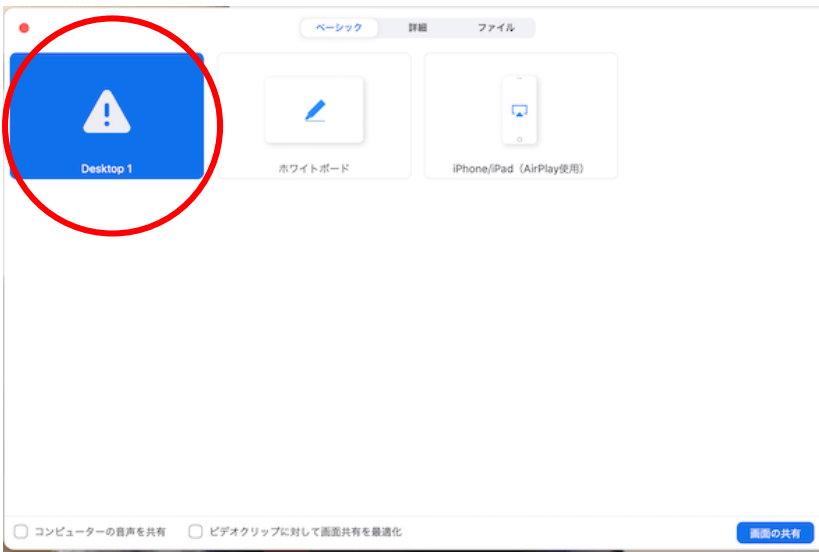 ベーシック 詳細 ファイル
Desktop 1 ホワイトボード iPhone/iPad（AirPlay使用）
コンピューターの音声を共有 ビデオクリップに対して画面共有を最適化 画面の共有